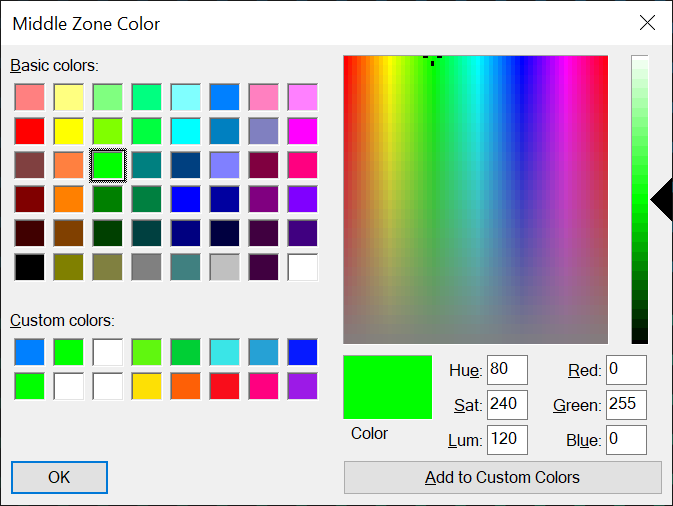 Middle Zone Color
Basic colors:
Custom colors:
Color
Hue: 80
Sat: 240
Lum: 120
Red: 0
Green: 255
Blue: 0
OK
Add to Custom Colors